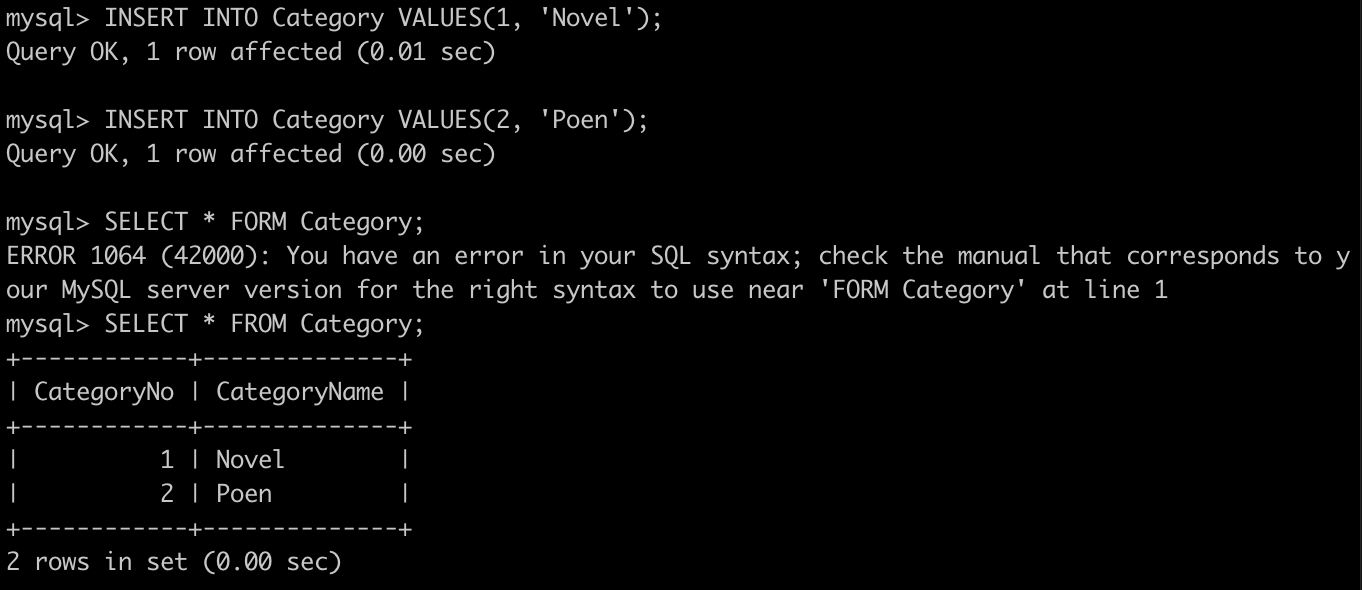 mysql> INSERT INTO Category VALUES(1, 'Novel');
Query OK, 1 row affected (0.01 sec)
mysql> INSERT INTO Category VALUES(2, 'Poen');
Query OK, 1 row affected (0.00 sec)
mysql> SELECT * FORM Category;
ERROR 1064 (42000): You have an error in your SQL syntax; check the manual that corresponds to y
our MySQL server version for the right syntax to use near 'FORM Category' at line 1
mysql> SELECT * FROM Category;
+------------+--------------+
| CategoryNo | CategoryName |
+------------+--------------+
|          1 | Novel        |
|          2 | Poen         |
+------------+--------------+
2 rows in set (0.00 sec)